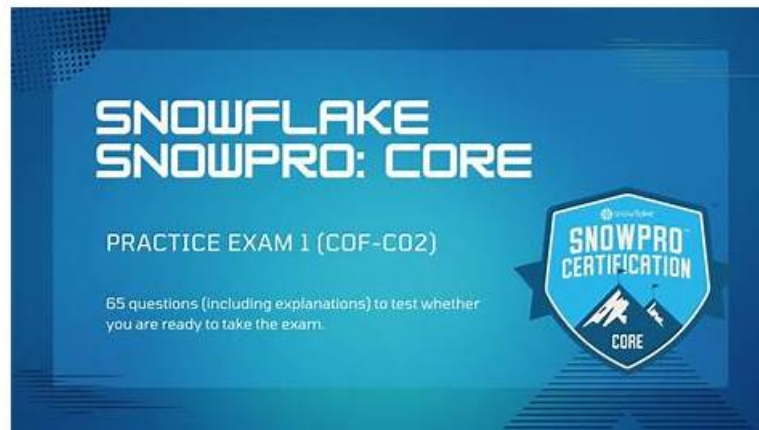 SNOWFLAKE
SNOWPRO: CORE
PRACTICE EXAM 1 (COF-C02)
65 questions (including explanations) to test whether
you are ready to take the exam.
snowflake
SNOWPRO™
CERTIFICATION
CORE